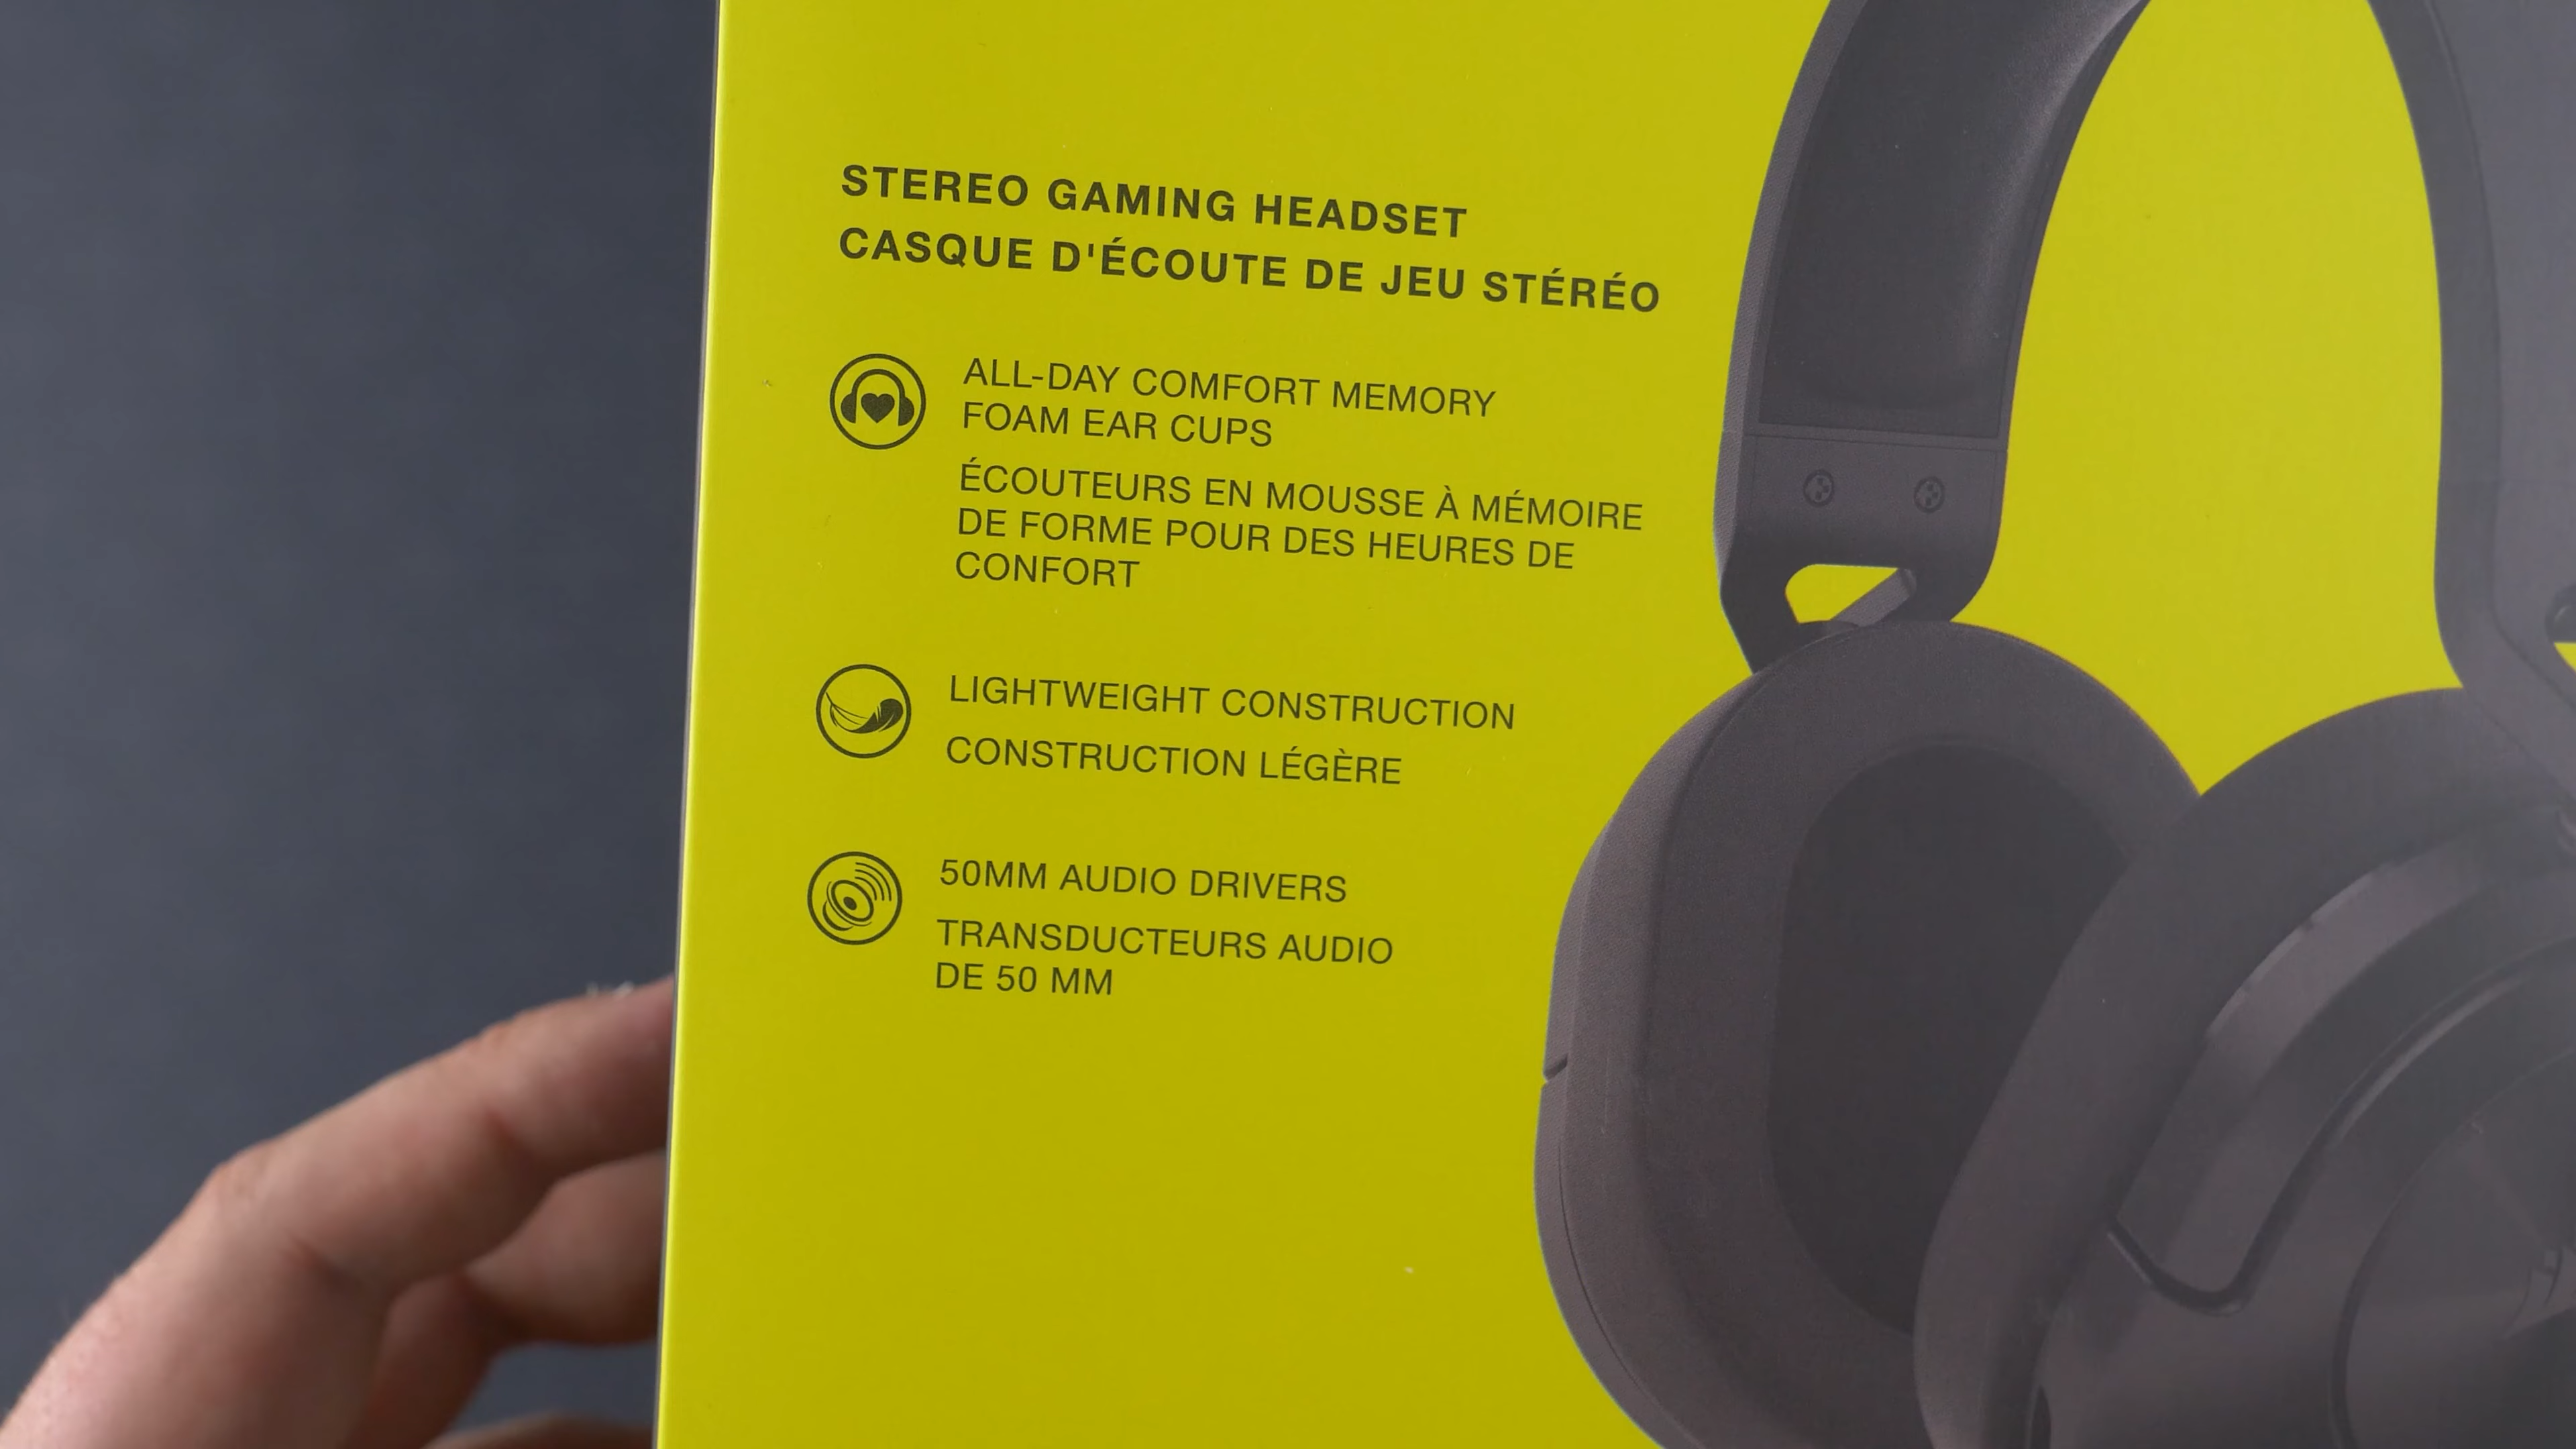 STEREO GAMING HEADSET
CASQUE D'ÉCOUTE DE JEU STÉRÉO
ALL-DAY COMFORT MEMORY
FOAM EAR CUPS
ÉCOUTEURS EN MOUSSE À MÉMOIRE
DE FORME POUR DES HEURES DE
CONFORT
LIGHTWEIGHT CONSTRUCTION
CONSTRUCTION LÉGÈRE
50MM AUDIO DRIVERS
TRANSDUCTEURS AUDIO
DE 50 MM